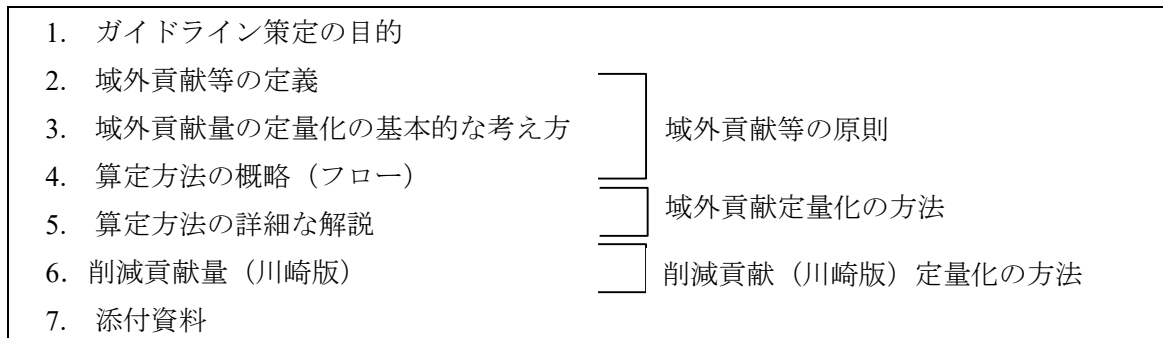 1. ガイドライン策定の目的
2. 域外貢献等の定義
3. 域外貢献量の定量化の基本的な考え方
域外貢献等の原則
4. 算定方法の概略（フロー）
域外貢献定量化の方法
5. 算定方法の詳細な解説
6. 削減貢献量（川崎版）
削減貢献（川崎版）定量化の方法
7. 添付資料